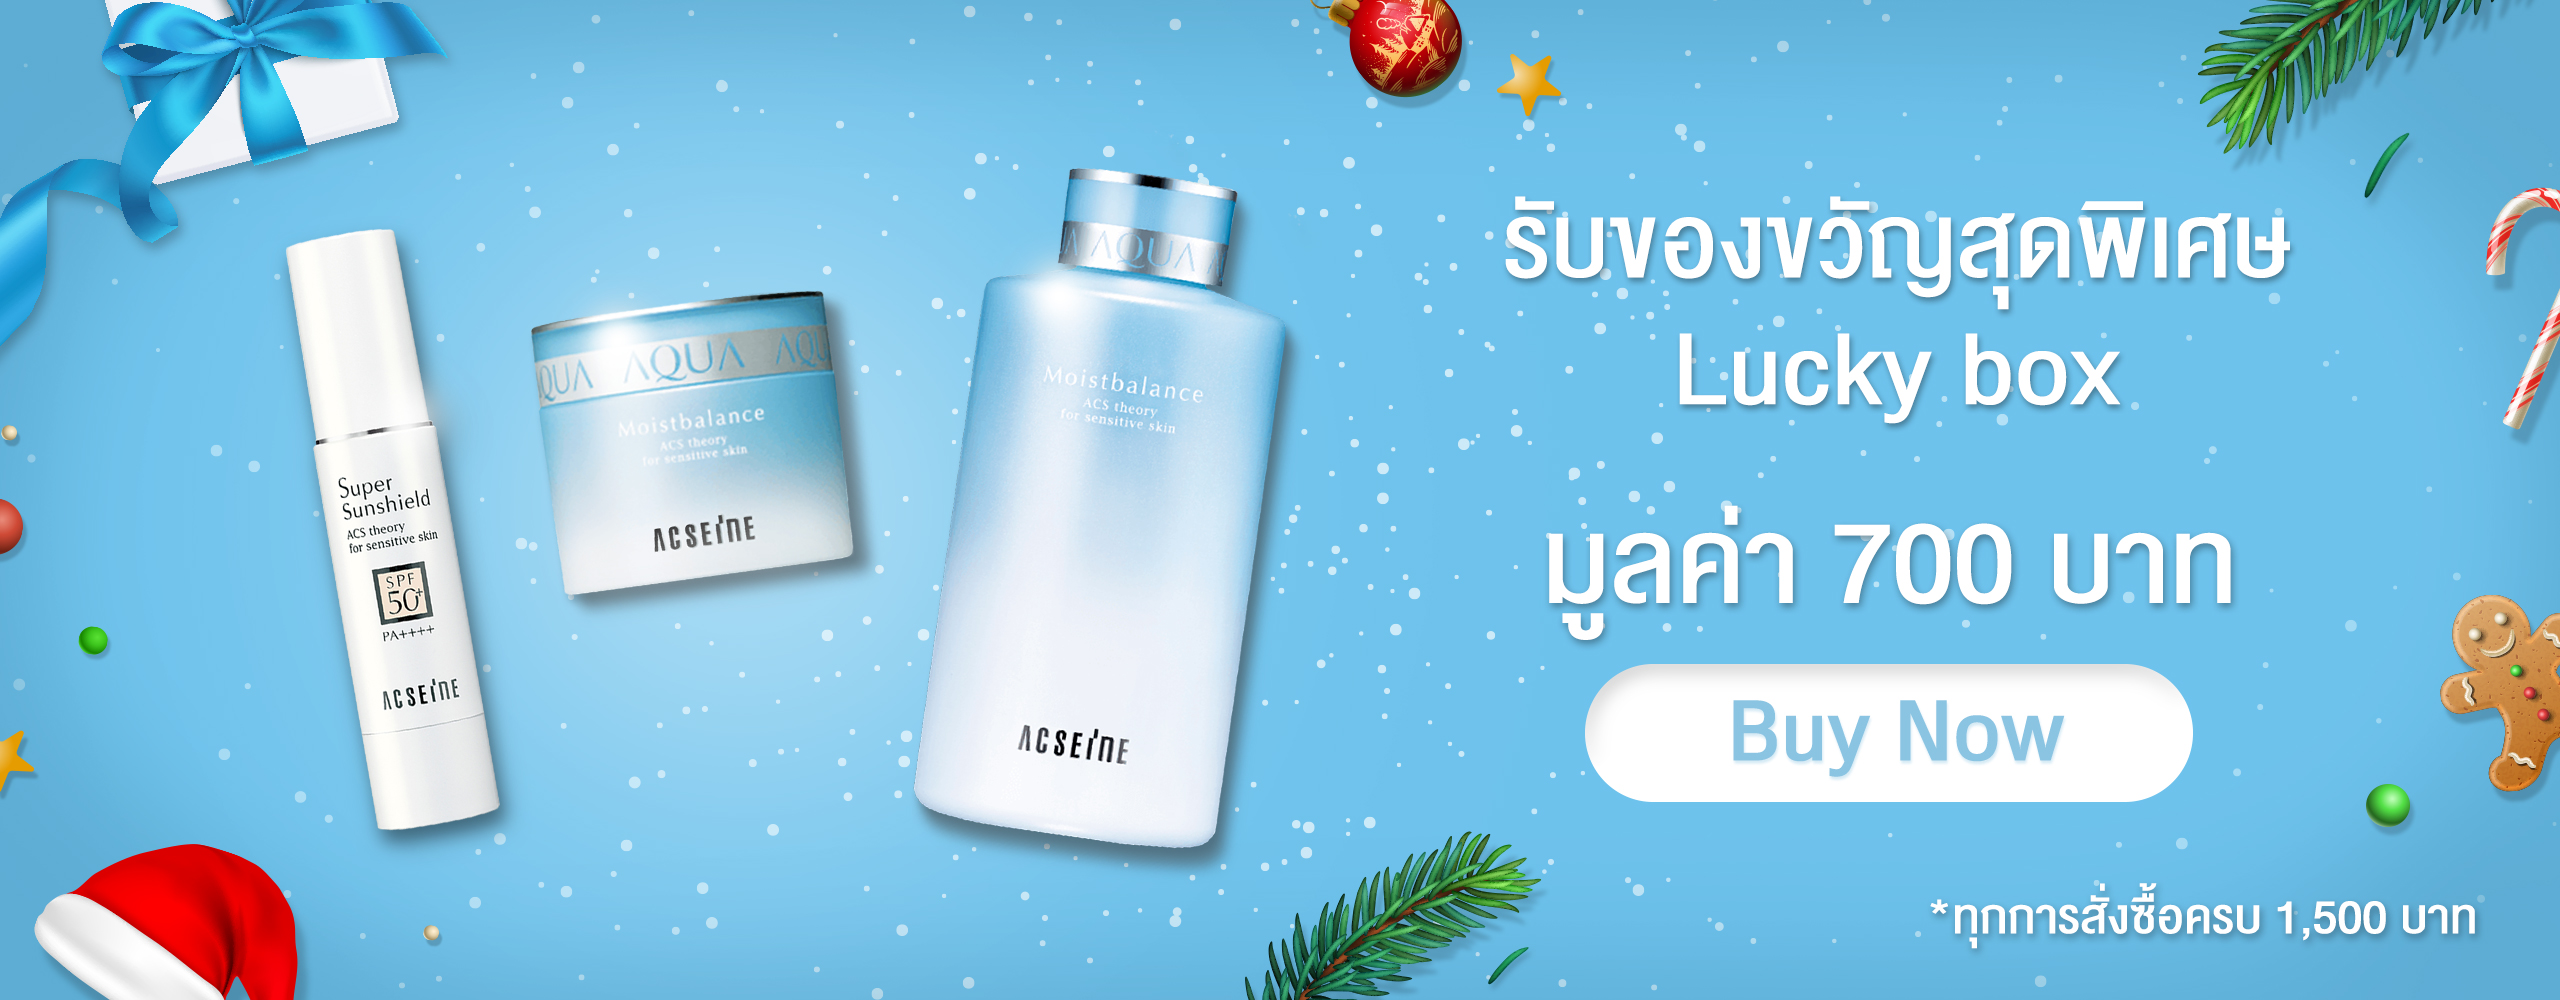 Super
Sunshield
ACS theory
for sensitive skin
SPF
50+
PA++++
ACSEINE
QUA AQUA AQU
Moistbalance
ACS theory
for sensitive skin
ACSEINE
A AQUA A
Moistbalance
ACS theory
for sensitive skin
ACSEINE
รับของขวัญสุดพิเศษ
Lucky box
มูลค่า 700 บาท
Buy Now
*ทุกการสั่งซื้อครบ 1,500 บาท